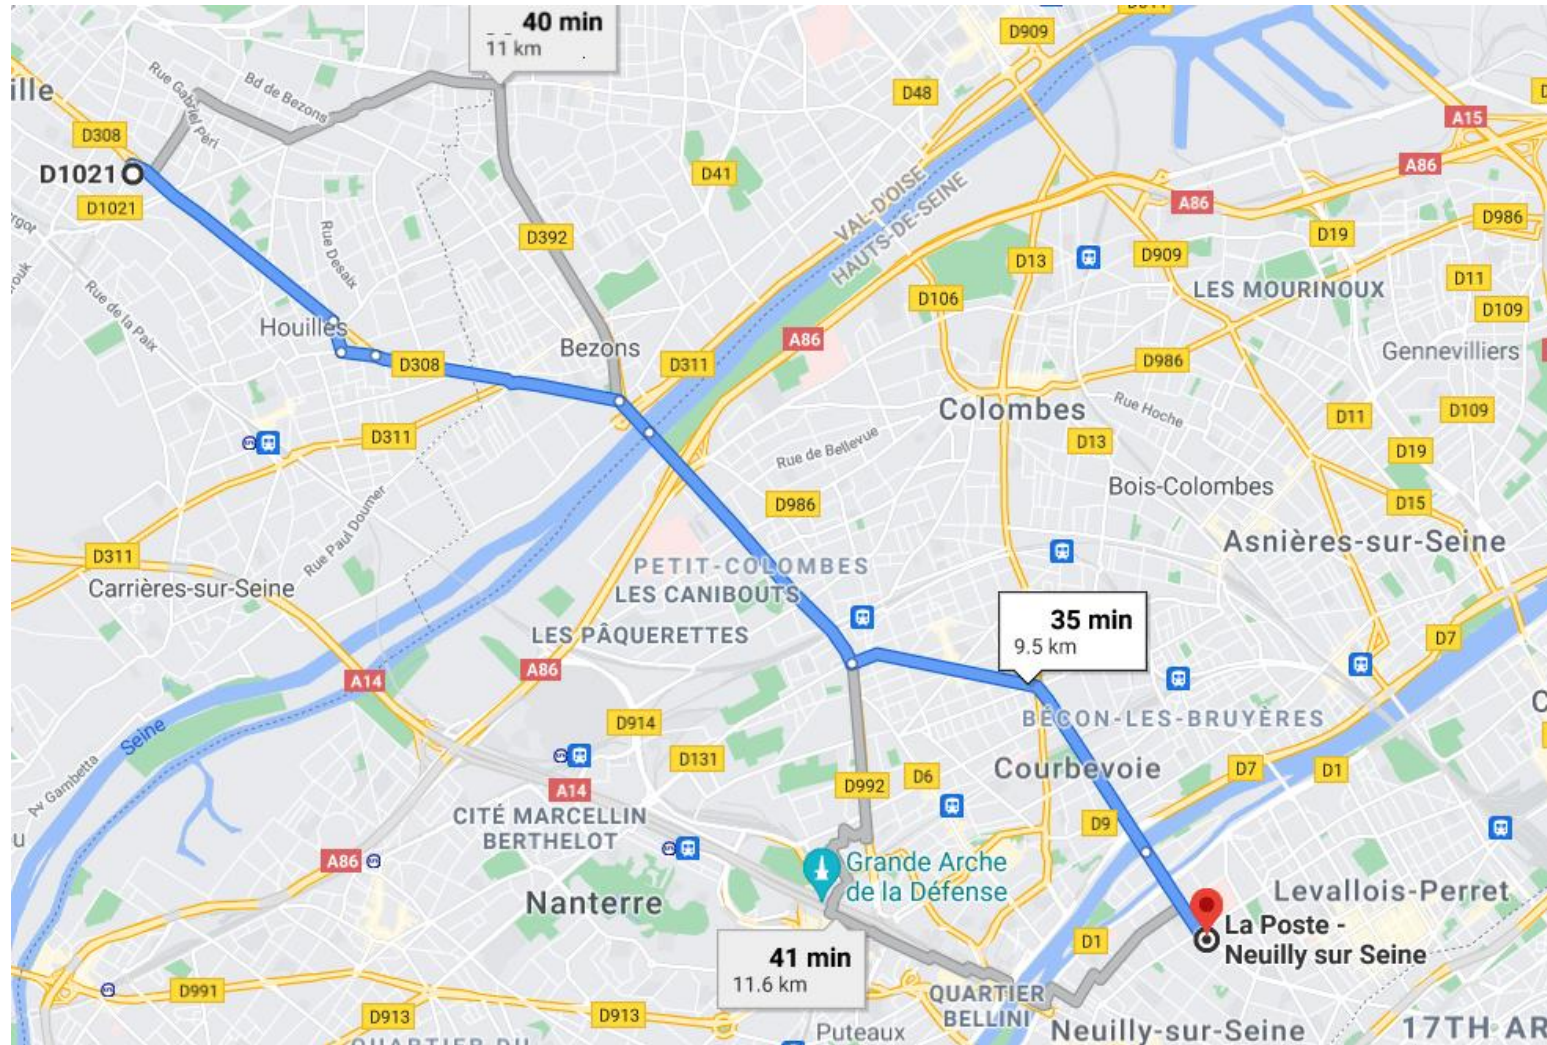 40 min
11 km
D311
D909
ille
Rue Gabriel Péri
Bd de Bezons
D48
A15
D308
D1021
D1021
D41
A86
VAL-D'OISE
HAUTS-DE-SEINE
A86
D986
D392
Rue Desaix
D19
D13
D909
D11
Rue de la Paix
D106
LES MOURINOUX
D109
Houilles
A86
Bezons
D308
D311
D986
Gennevilliers
Colombes
Rue Hoche
D11
D109
D311
Rue de Bellevue
D13
D19
Bois-Colombes
D986
D15
Rue Paul Doumer
Asnières-sur-Seine
D311
PETIT-COLOMBES
Carrières-sur-Seine
LES CANIBOUTS
LES PÂQUERETTES
35 min
9.5 km
D7
A14
A86
Seine
D914
BÉCON-LES-BRUYÈRES
D131
Courbevoie
D7
D1
Av Gambetta
A14
D992
D6
CITÉ MARCELLIN
BERTHELOT
D9
A86
Grande Arche
de la Défense
Nanterre
Levallois-Perret
La Poste -
Neuilly sur Seine
D1
41 min
11.6 km
D991
QUARTIER
BELLINI
D913
D913
Puteaux
Neuilly-sur-Seine
17TH AR
QUARTIER DU